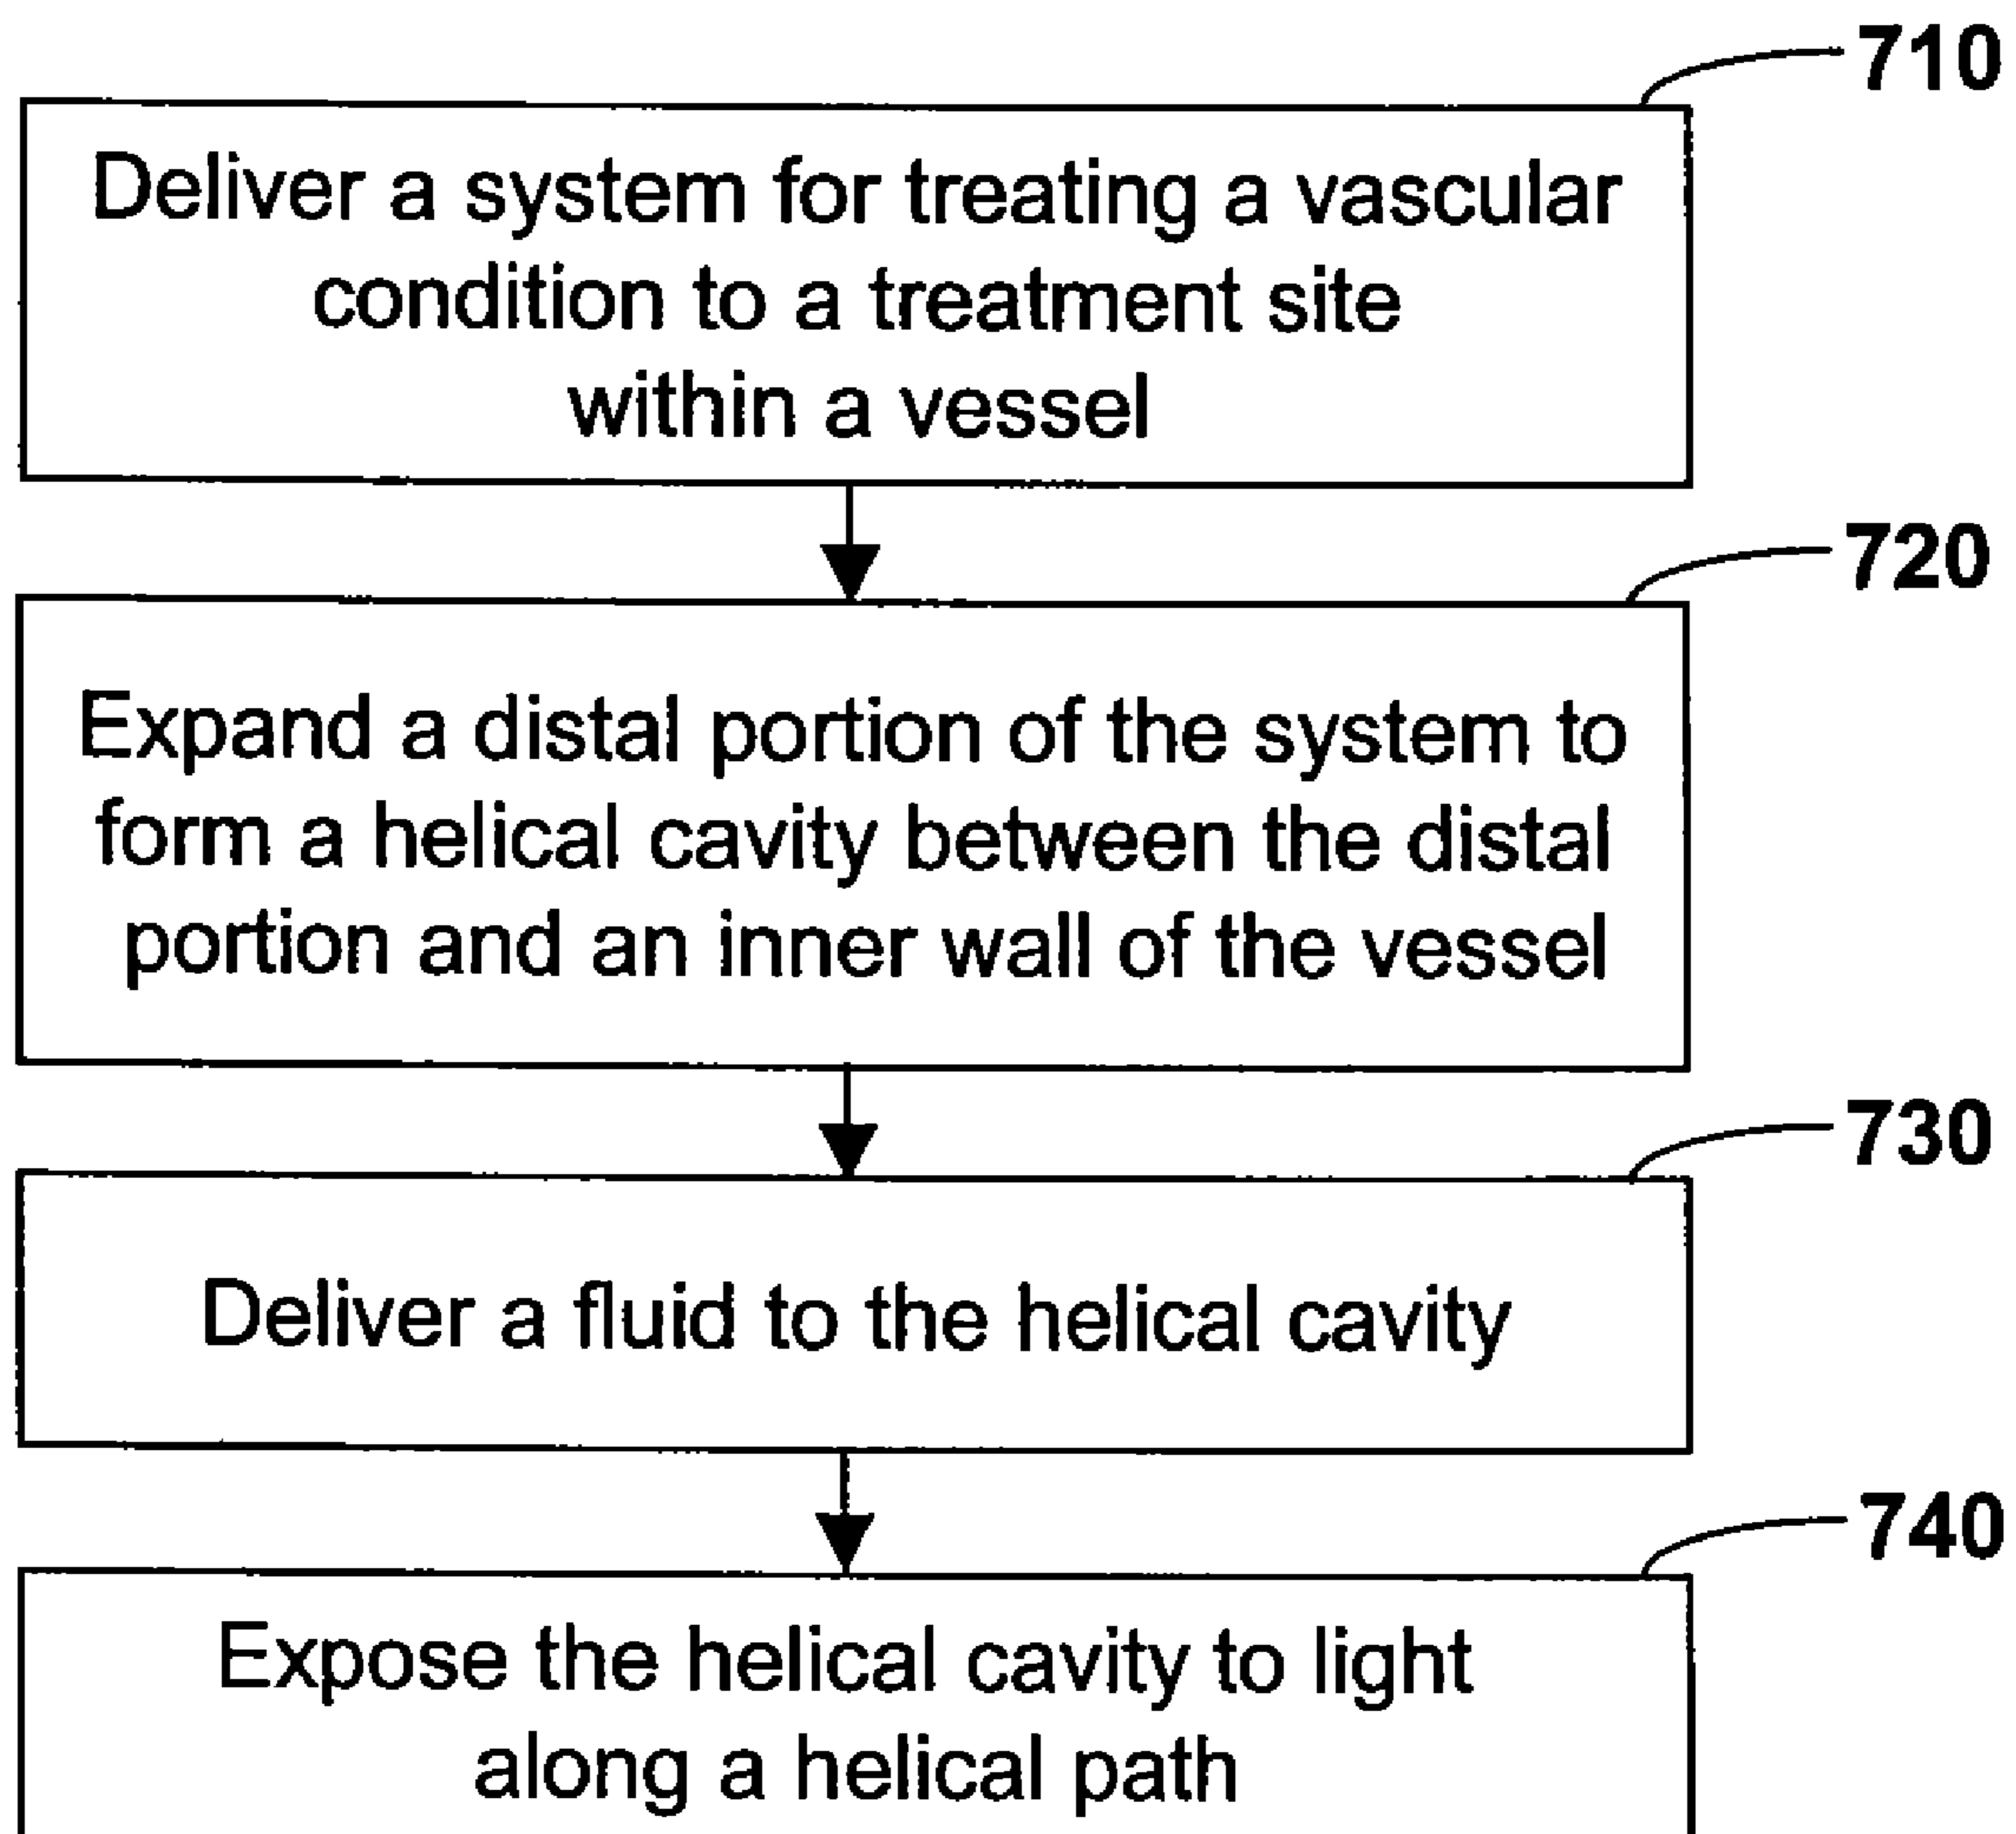 710
Deliver a system for treating a vascular
condition to a treatment site
within a vessel
720
Expand a distal portion of the system to
form a helical cavity between the distal
portion and an inner wall of the vessel
730
Deliver a fluid to the helical cavity
740
Expose the helical cavity to light
along a helical path